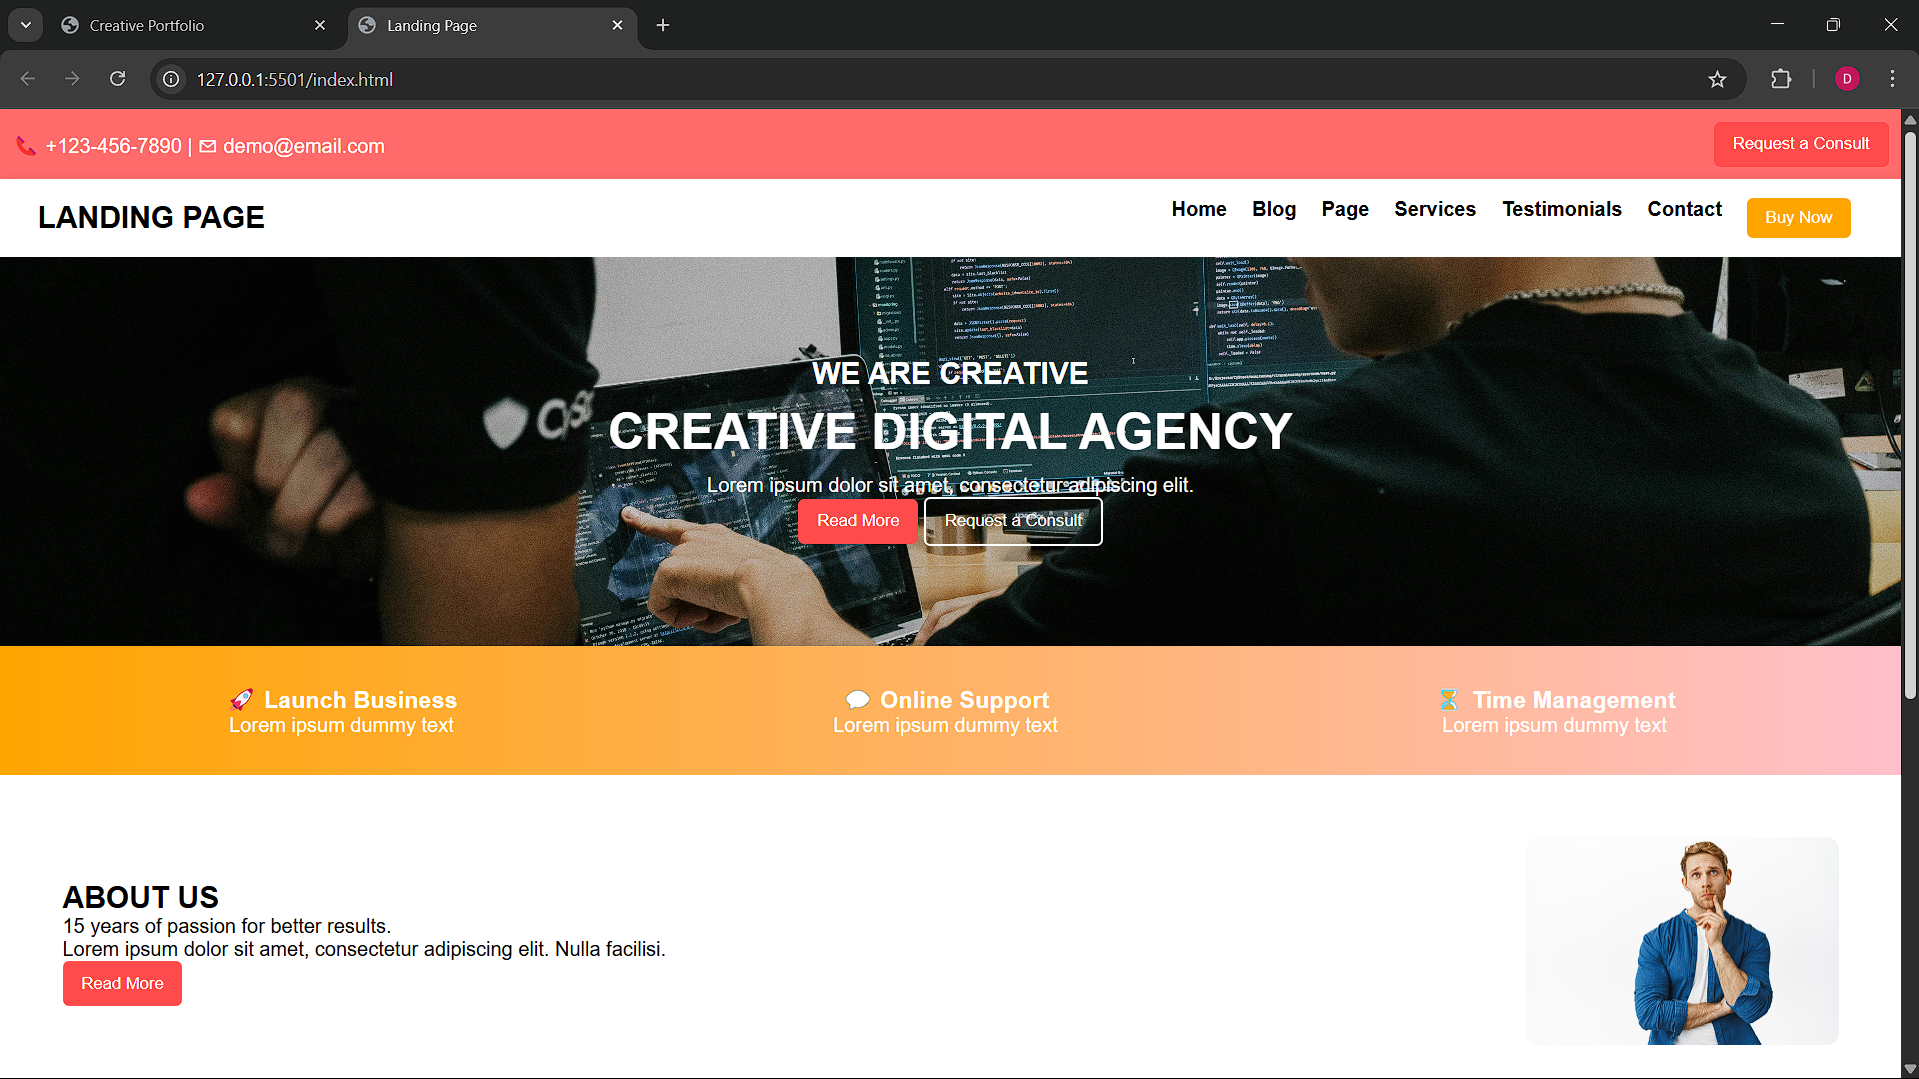 Creative Portfolio
Landing Page
127.0.0.1:5501/index.html
D
+123-456-7890 | demo@email.com
Request a Consult
LANDING PAGE
Home Blog Page Services Testimonials Contact Buy Now
WE ARE CREATIVE
CREATIVE DIGITAL AGENCY
Lorem ipsum dolor sit amet, consectetur adipiscing elit.
Read More Request a Consult
Launch Business
Lorem ipsum dummy text
Online Support
Lorem ipsum dummy text
Time Management
Lorem ipsum dummy text
ABOUT US
15 years of passion for better results.
Lorem ipsum dolor sit amet, consectetur adipiscing elit. Nulla facilisi.
Read More